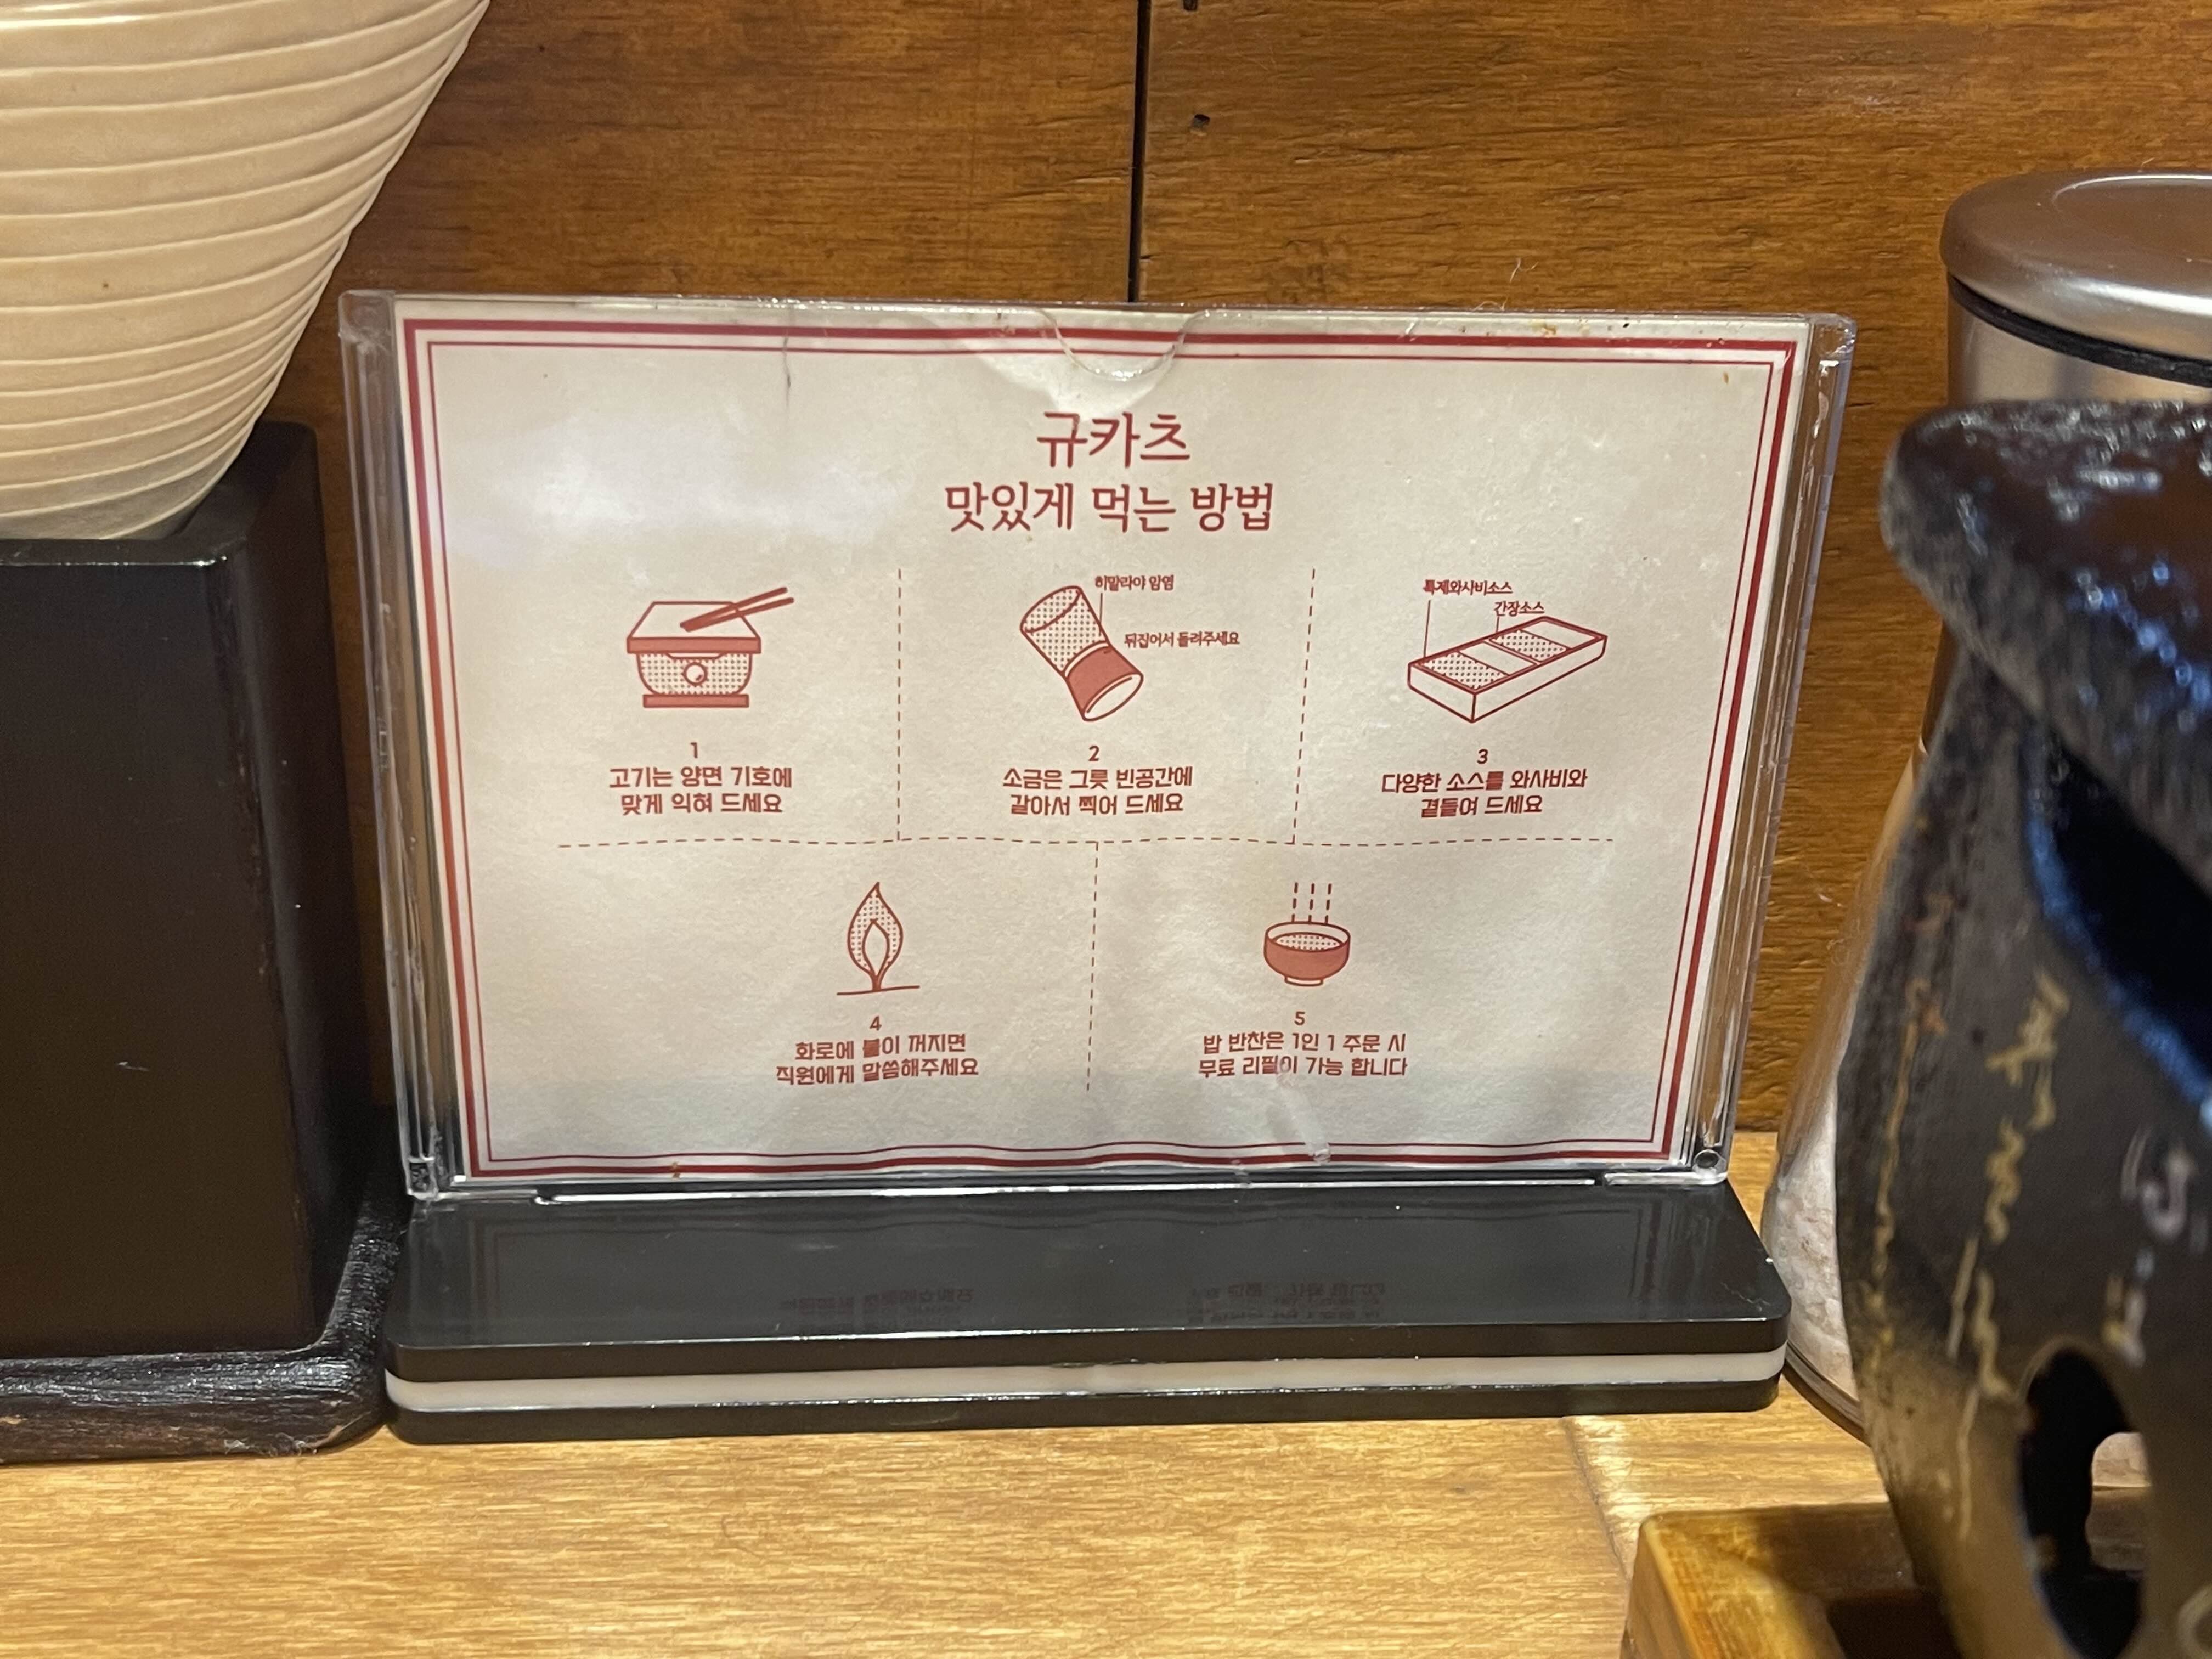 규카츠
맛있게 먹는 방법
히말라야 암염
뒤집어서 돌려주세요
특제와사비소스
간장소스
1
고기는 양면 기호에
맞게 익혀 드세요
2
소금은 그릇 빈공간에
갈아서 찍어 드세요
3
다양한 소스를 와사비와
곁들여 드세요
4
화로에 불이 꺼지면
직원에게 말씀해주세요
5
밥 반찬은 1인 1 주문 시
무료 리필이 가능 합니다